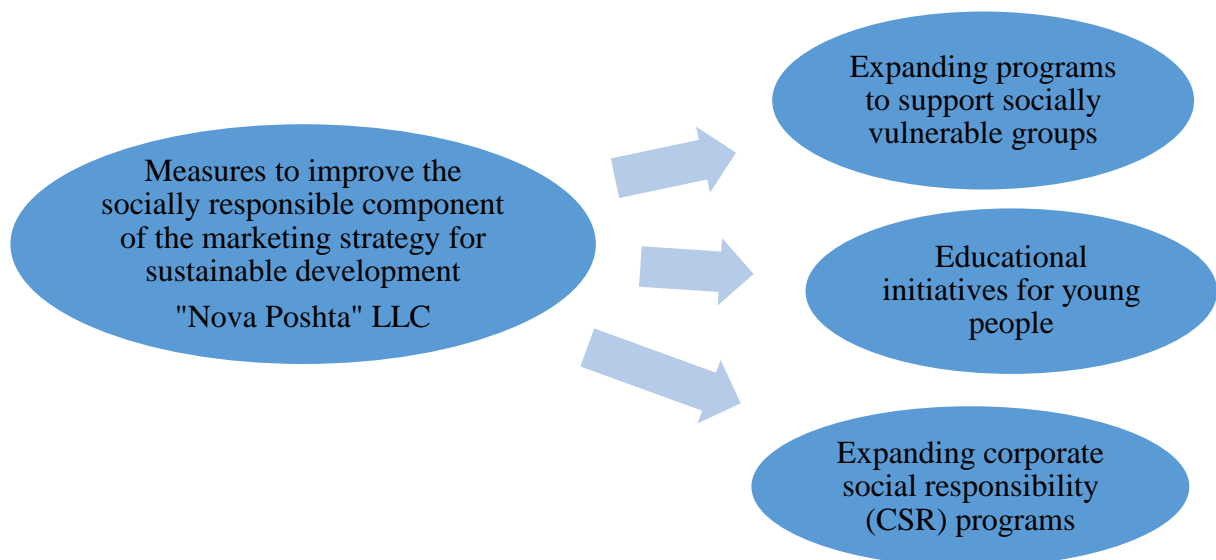 Measures to improve the
socially responsible component
of the marketing strategy for
sustainable development
"Nova Poshta" LLC
Expanding programs
to support socially
vulnerable groups
Educational
initiatives for young
people
Expanding corporate
social responsibility
(CSR) programs